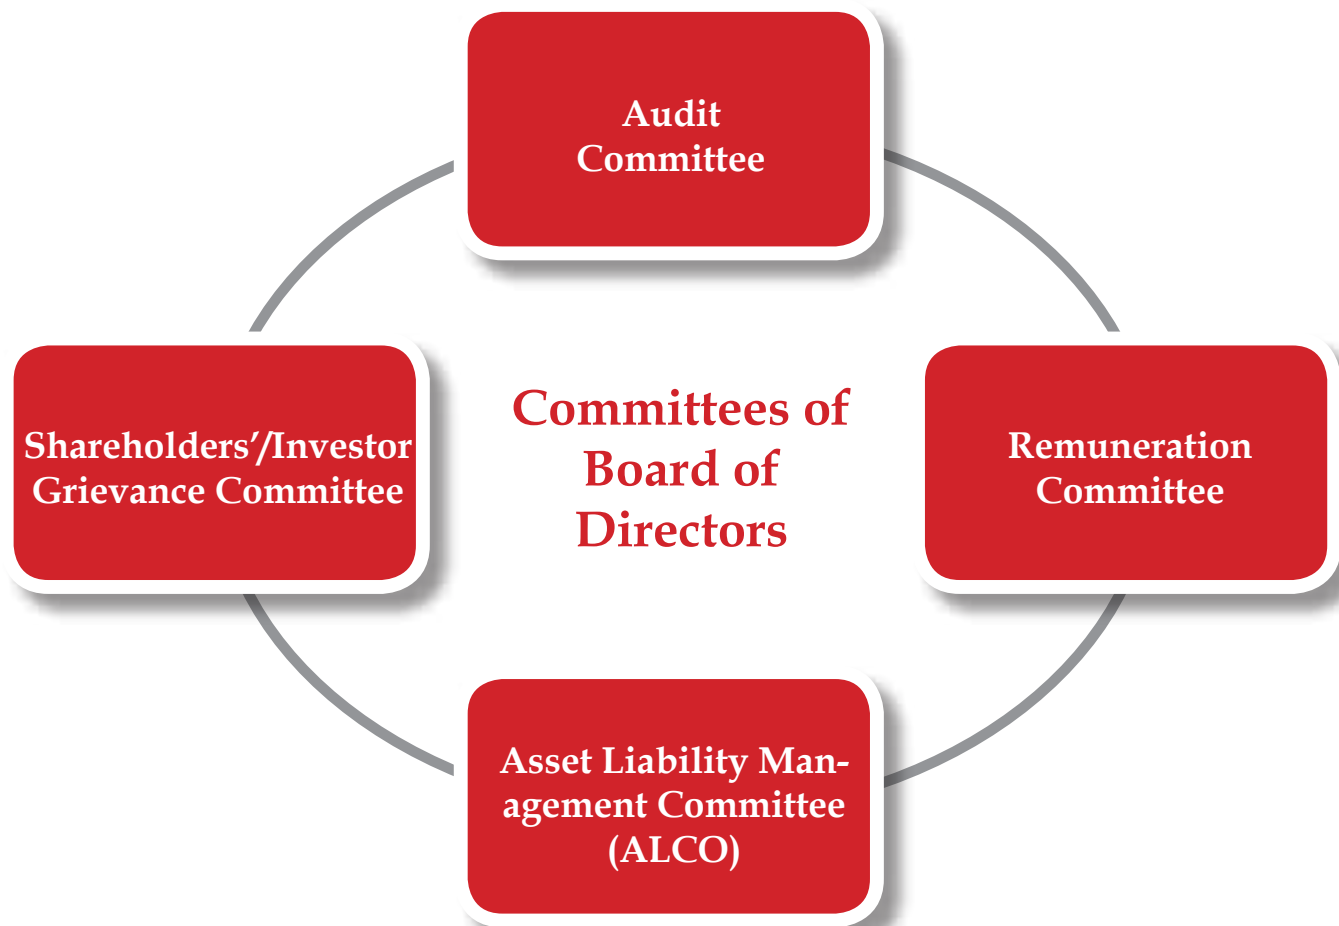 Audit
Committee
Shareholders’/Investor
Grievance Committee
Committees of
Board of
Directors
Remuneration
Committee
Asset Liability Man-
agement Committee
(ALCO)